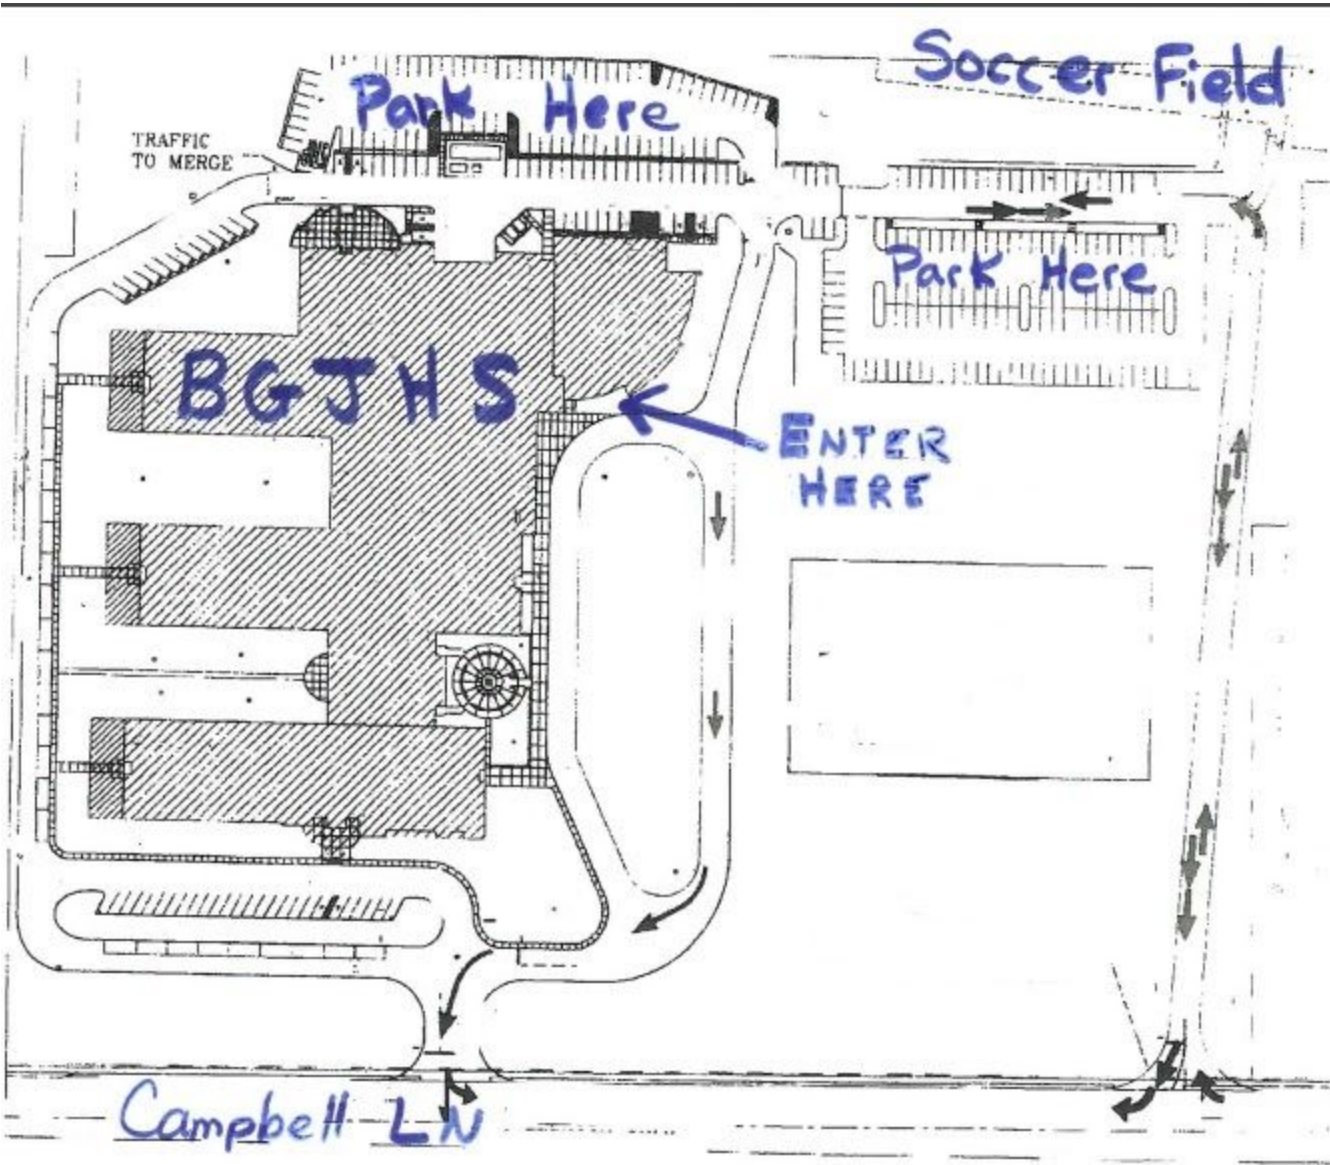 Soccer Field
Park Here
TRAFFIC
TO MERGE
Park Here
BGJHS
ENTER
HERE
Campbell LN